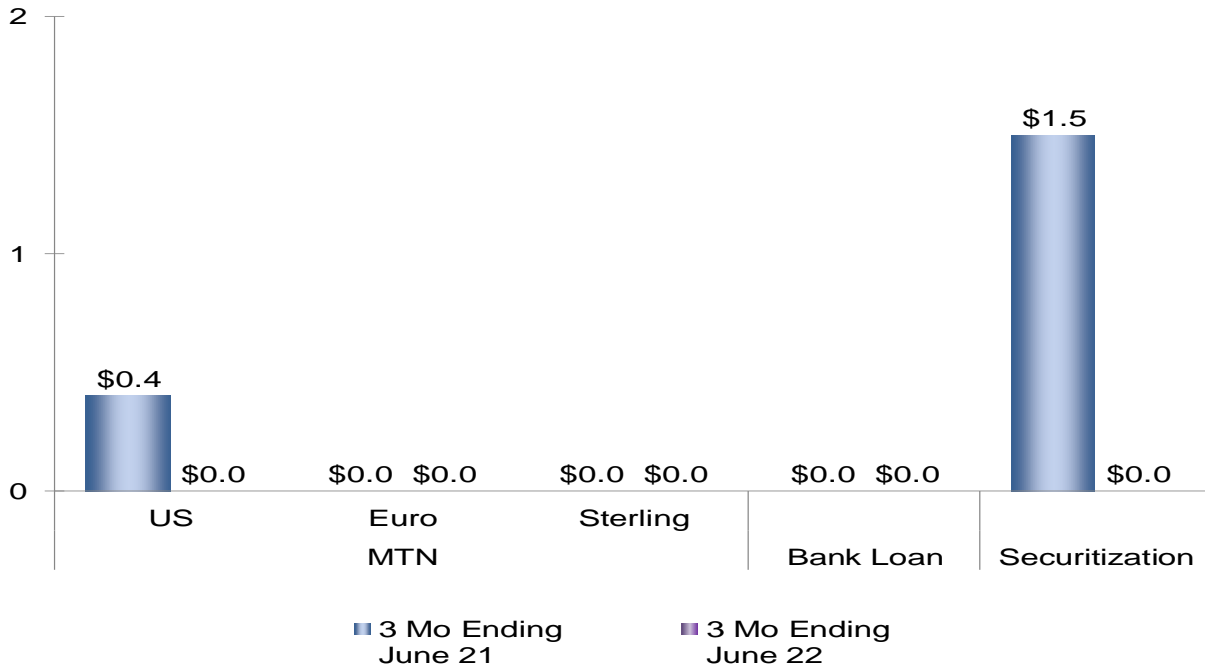 2
$1.5
1
$0.4
$0.0 $0.0 $0.0 $0.0 $0.0 $0.0 $0.0 $0.0
0
US Euro Sterling
MTN Bank Loan Securitization
3 Mo Ending 3 Mo Ending
June 21 June 22